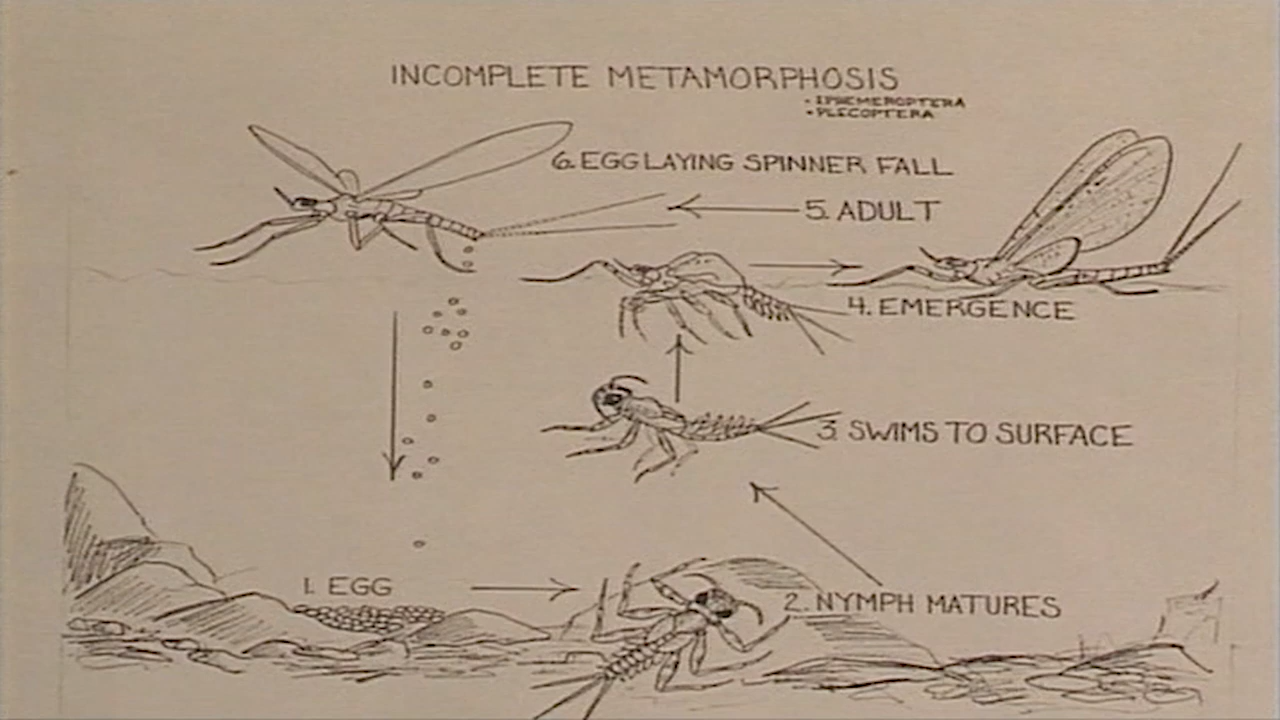 INCOMPLETE METAMORPHOSIS
• EPHEMEROPTERA
• PLECOPTERA
6. EGG LAYING SPINNER FALL
5. ADULT
4. EMERGENCE
3. SWIMS TO SURFACE
1. EGG
2. NYMPH MATURES